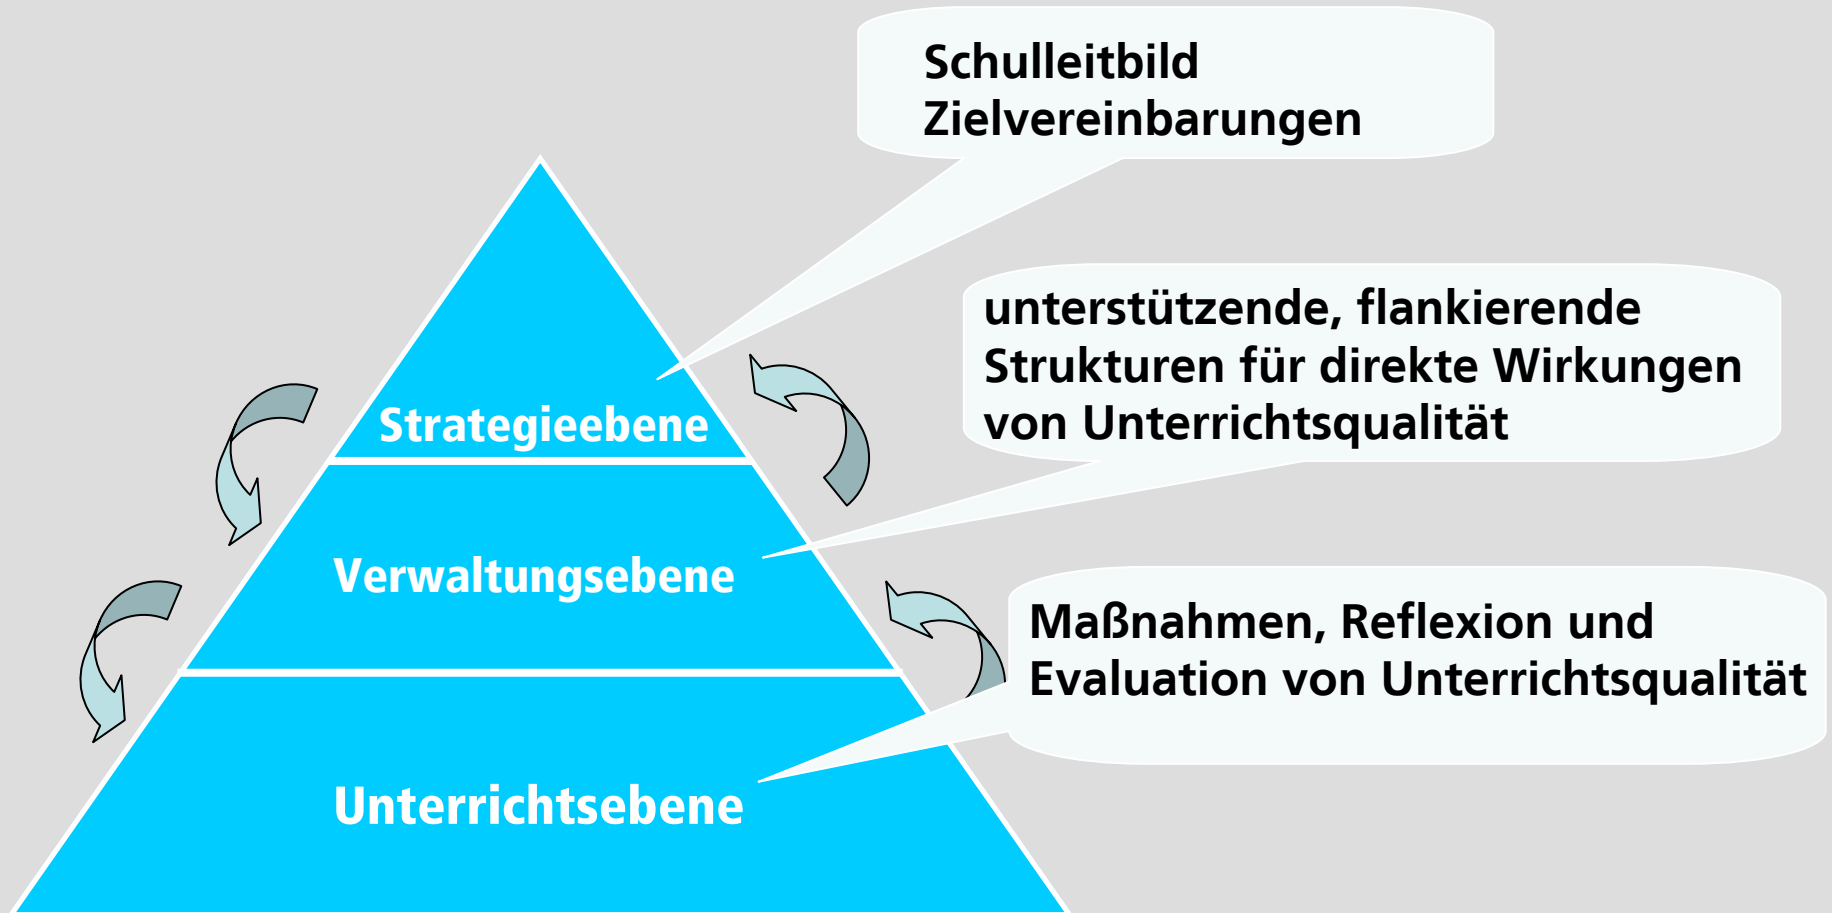 Schulleitbild
Zielvereinbarungen
unterstützende, flankierende
Strukturen für direkte Wirkungen
von Unterrichtsqualität
Strategieebene
Verwaltungsebene
Maßnahmen, Reflexion und
Evaluation von Unterrichtsqualität
Unterrichtsebene